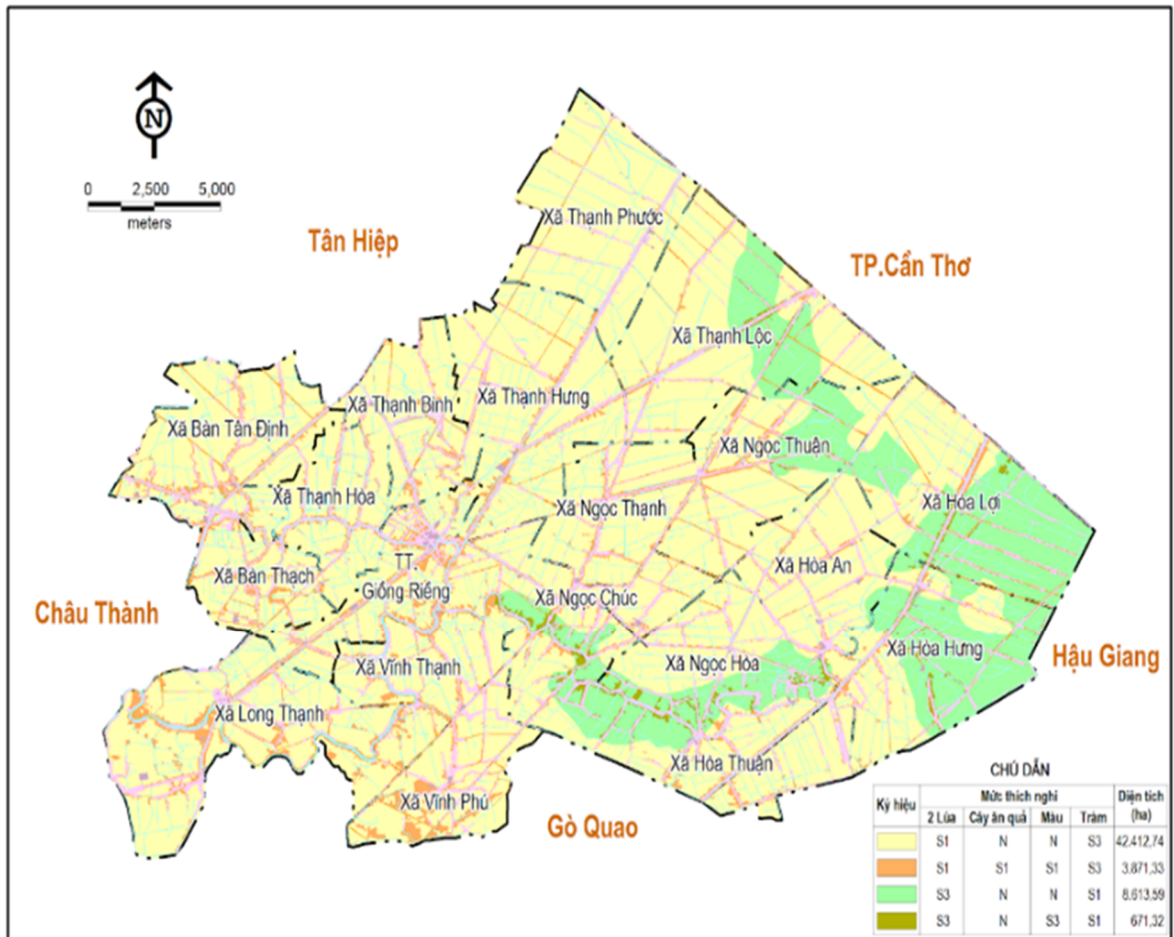 N
0 2,500 5,000
meters
Tân Hiệp
TP.Cần Thơ
Châu Thành
Hậu Giang
Gò Quao
Xã Thạnh Phước
Xã Thạnh Lộc
Xã Thạnh Bình
Xã Thạnh Hưng
Xã Bàn Tân Định
Xã Ngọc Thuận
Xã Thạnh Hòa
Xã Ngọc Thạnh
Xã Hòa Lợi
TT.
Giồng Riềng
Xã Bàn Thạch
Xã Hòa An
Xã Ngọc Chúc
Xã Vĩnh Thạnh
Xã Ngọc Hòa
Xã Hòa Hưng
Xã Long Thạnh
Xã Hòa Thuận
Xã Vĩnh Phú
CHÚ DẪN
Ký hiệu Mức thích nghi Diện tích (ha)
2 Lúa Cây ăn quả Màu Tràm
S1 N N S3 42.412,74
S1 S1 S1 S3 3.871,33
S3 N N S1 8.613,59
S3 N S3 S1 671,32